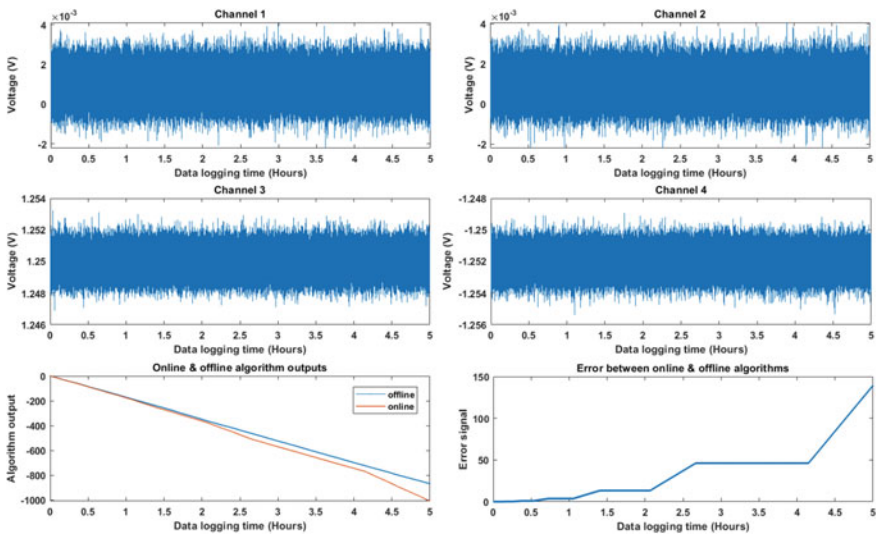 Channel 1
×10⁻³
4
2
0
-2
Voltage (V)
0 0.5 1 1.5 2 2.5 3 3.5 4 4.5 5
Data logging time (Hours)
Channel 2
×10⁻³
4
2
0
-2
Voltage (V)
0 0.5 1 1.5 2 2.5 3 3.5 4 4.5 5
Data logging time (Hours)
Channel 3
1.254
1.252
1.25
1.248
1.246
Voltage (V)
0 0.5 1 1.5 2 2.5 3 3.5 4 4.5 5
Data logging time (Hours)
Channel 4
-1.248
-1.25
-1.252
-1.254
-1.256
Voltage (V)
0 0.5 1 1.5 2 2.5 3 3.5 4 4.5 5
Data logging time (Hours)
Online & offline algorithm outputs
0
-200
-400
-600
-800
-1000
Algorithm output
offline
online
0 0.5 1 1.5 2 2.5 3 3.5 4 4.5 5
Data logging time (Hours)
Error between online & offline algorithms
150
100
50
0
Error signal
0 0.5 1 1.5 2 2.5 3 3.5 4 4.5 5
Data logging time (Hours)